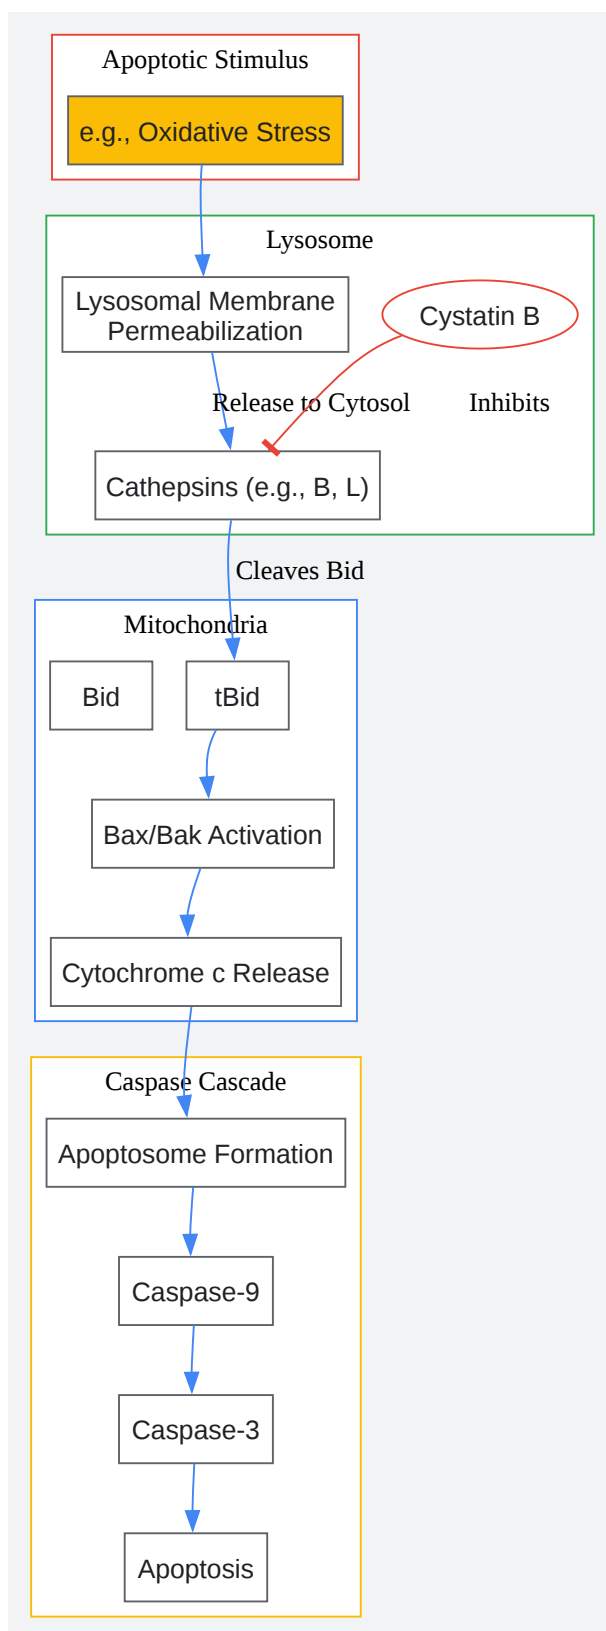 Apoptotic Stimulus
e.g., Oxidative Stress
Lysosome
Lysosomal Membrane
Permeabilization
Cystatin B
Release to Cytosol
Inhibits
Cathepsins (e.g., B, L)
Cleaves Bid
Mitochondria
Bid
tBid
Bax/Bak Activation
Cytochrome c Release
Caspase Cascade
Apoptosome Formation
Caspase-9
Caspase-3
Apoptosis